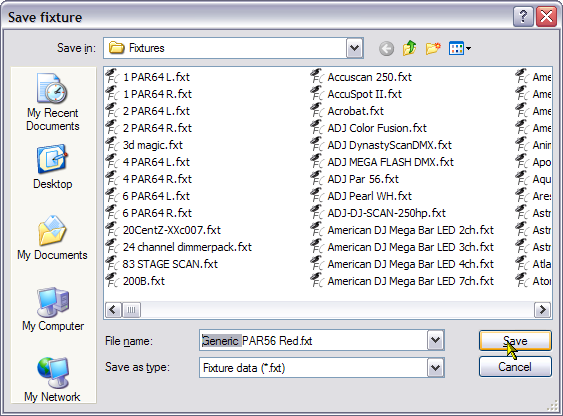 Save fixture
Save in: Fixtures
My Recent
Documents
Desktop
My Documents
My Computer
My Network
1 PAR64 L.fxt
1 PAR64 R.fxt
2 PAR64 L.fxt
2 PAR64 R.fxt
3d magic.fxt
4 PAR64 L.fxt
4 PAR64 R.fxt
6 PAR64 L.fxt
6 PAR64 R.fxt
20CentZ-XXc007.fxt
24 channel dimmerpack.fxt
83 STAGE SCAN.fxt
200B.fxt
Accuscan 250.fxt
AccuSpot II.fxt
Acrobat.fxt
ADJ Color Fusion.fxt
ADJ DynastyScanDMX.fxt
ADJ MEGA FLASH DMX.fxt
ADJ Par 56.fxt
ADJ Pearl WH.fxt
ADJ-DJ-SCAN-250hp.fxt
American DJ Mega Bar LED 2ch.fxt
American DJ Mega Bar LED 3ch.fxt
American DJ Mega Bar LED 4ch.fxt
American DJ Mega Bar LED 7ch.fxt
Ame
Ame
Ame
Ame
Anim
Apo
Aqu
Ares
Astr
Astr
Astr
Atla
Ator
File name: Generic PAR56 Red.fxt
Save
Save as type: Fixture data (*.fxt)
Cancel